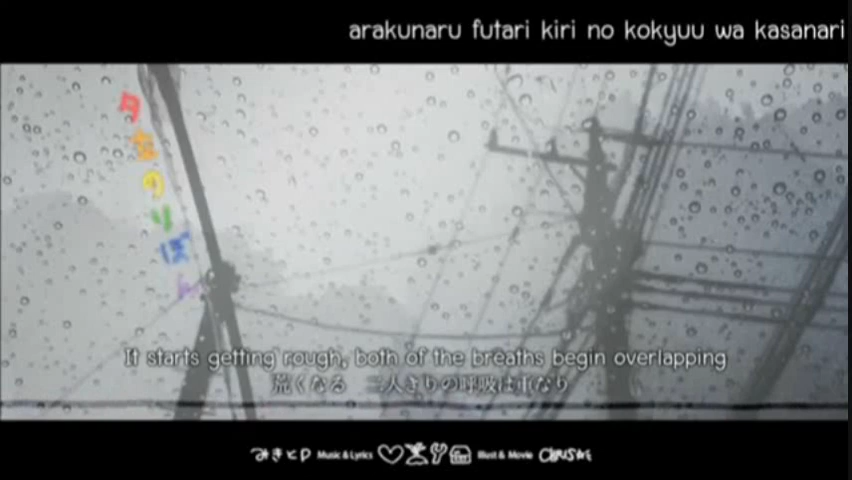 arakunaru futari kiri no kokyuu wa kasanari
夕立のりぼん
It starts getting rough, both of the breaths begin overlapping
荒くなる 二人きりの呼吸は重なり
みきとP Music & Lyrics Illust & Movie